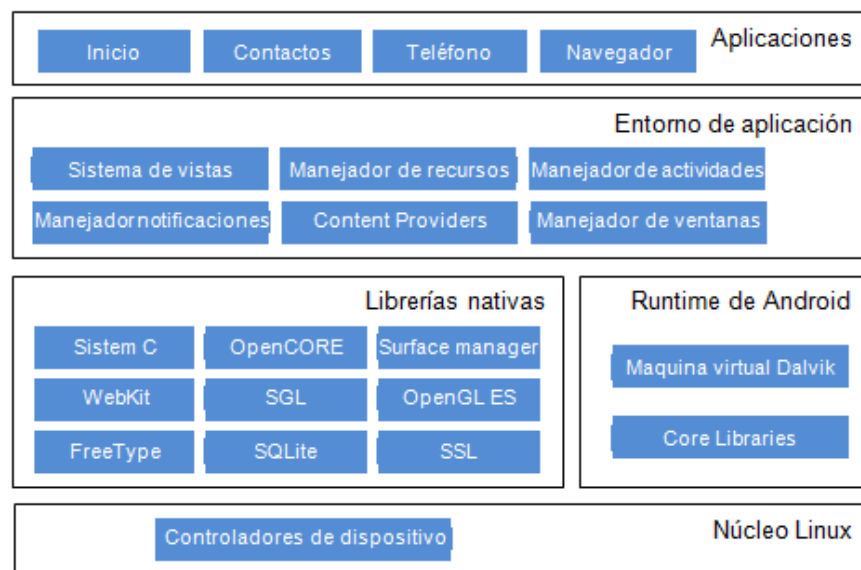 Aplicaciones
Inicio
Contactos
Teléfono
Navegador
Entorno de aplicación
Sistema de vistas
Manejador de recursos
Manejador de actividades
Manejador notificaciones
Content Providers
Manejador de ventanas
Librerías nativas
Sistem C
OpenCORE
Surface manager
WebKit
SGL
OpenGL ES
FreeType
SQLite
SSL
Runtime de Android
Maquina virtual Dalvik
Core Libraries
Núcleo Linux
Controladores de dispositivo